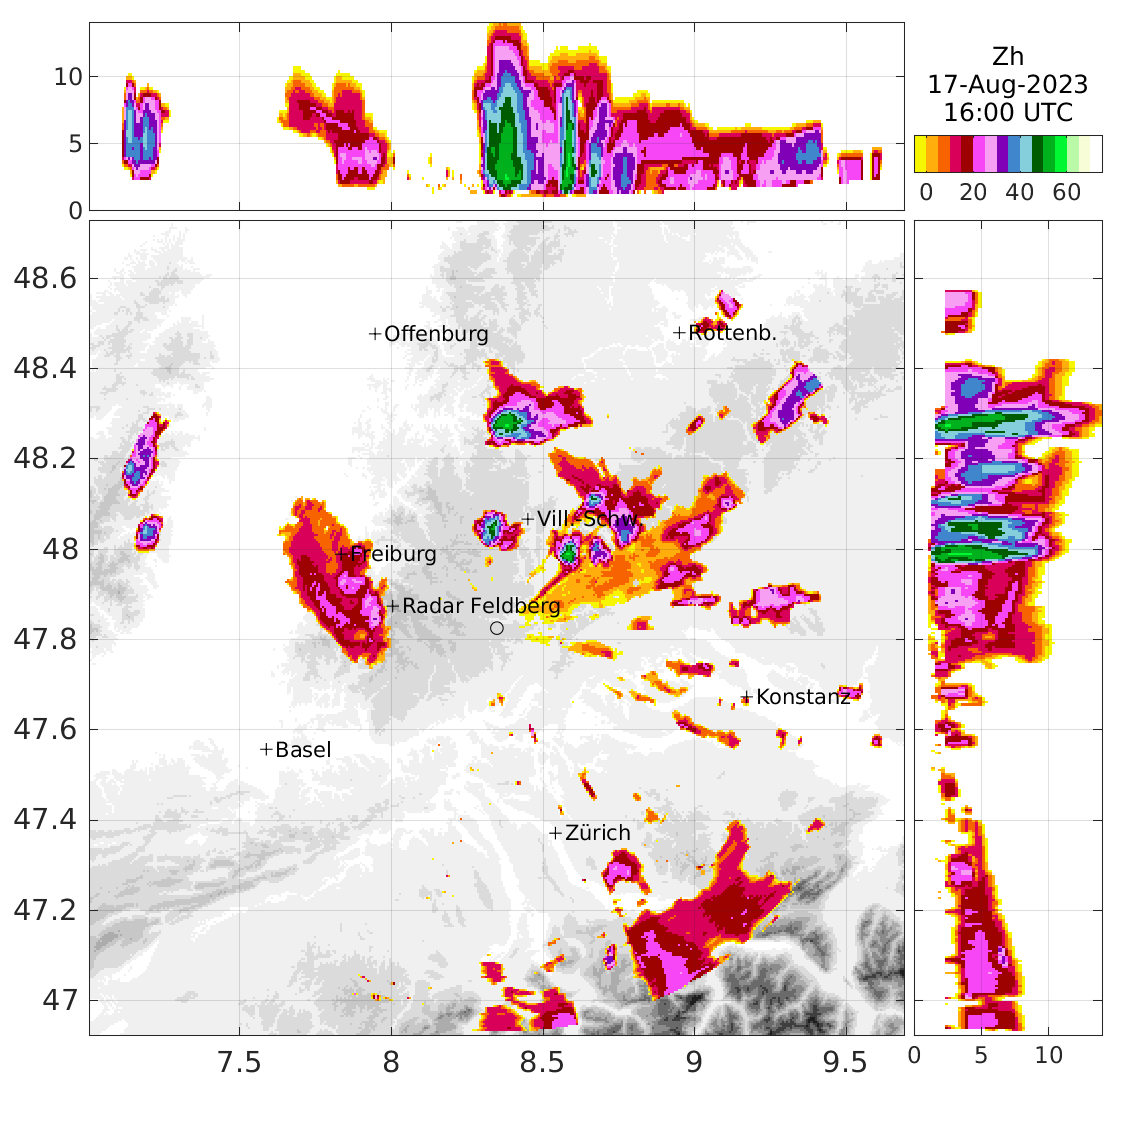 10
5
0
Zh
17-Aug-2023
16:00 UTC
0 20 40 60
48.6
48.4
48.2
48
47.8
47.6
47.4
47.2
47
+Offenburg
+Rottenb.
+Vill.-Schw.
+Freiburg
+Radar Feldberg
+Konstanz
+Basel
+Zürich
7.5 8 8.5 9 9.5
0 5 10